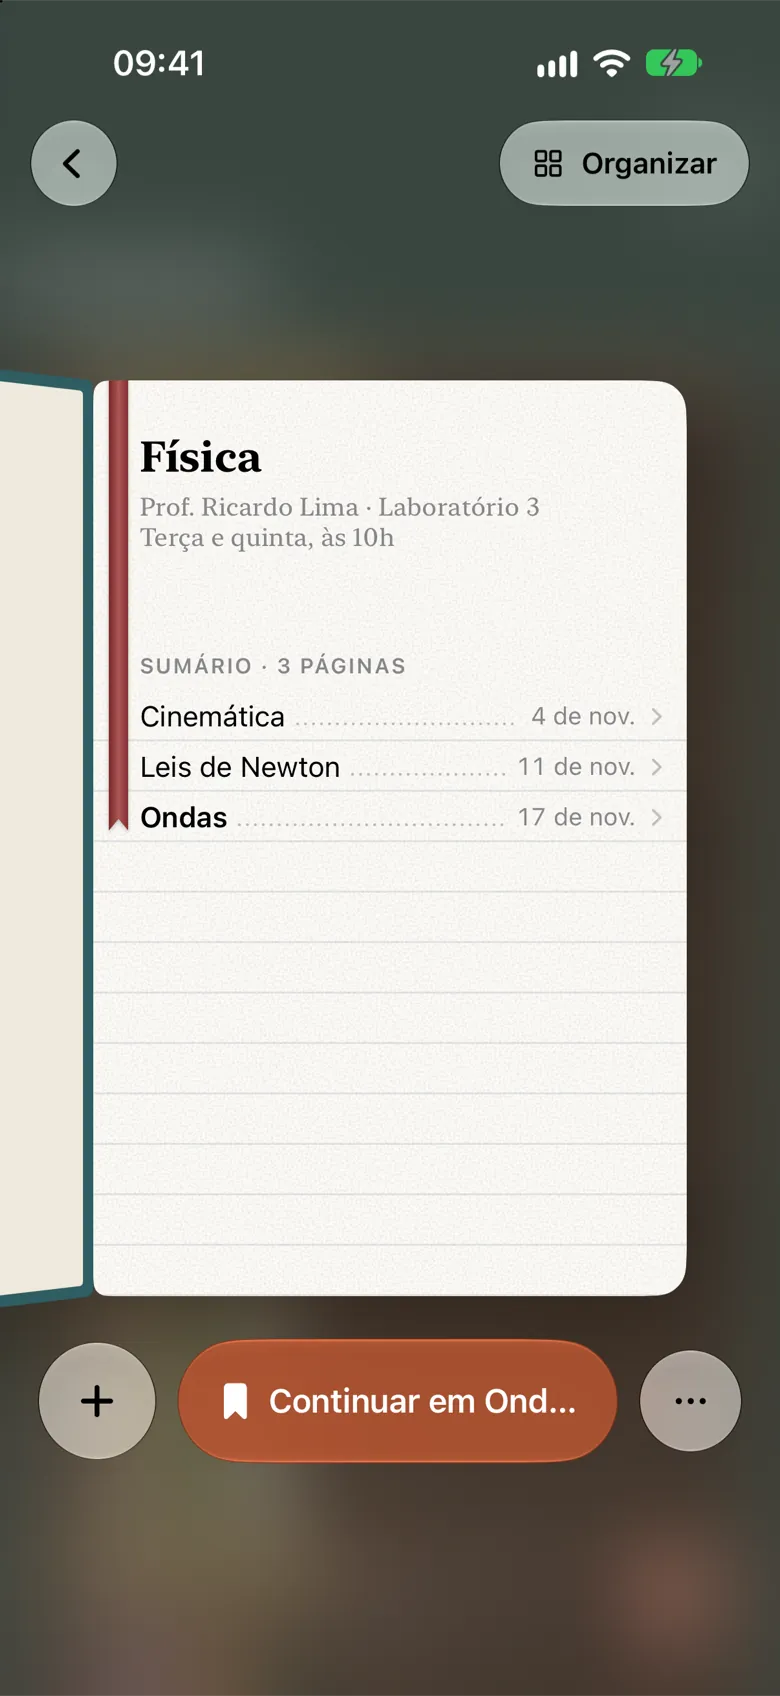 09:41
Organizar
Física
Prof. Ricardo Lima · Laboratório 3
Terça e quinta, às 10h
SUMÁRIO · 3 PÁGINAS
Cinemática ............................ 4 de nov.
Leis de Newton .................... 11 de nov.
Ondas .................................. 17 de nov.
Continuar em Ond...